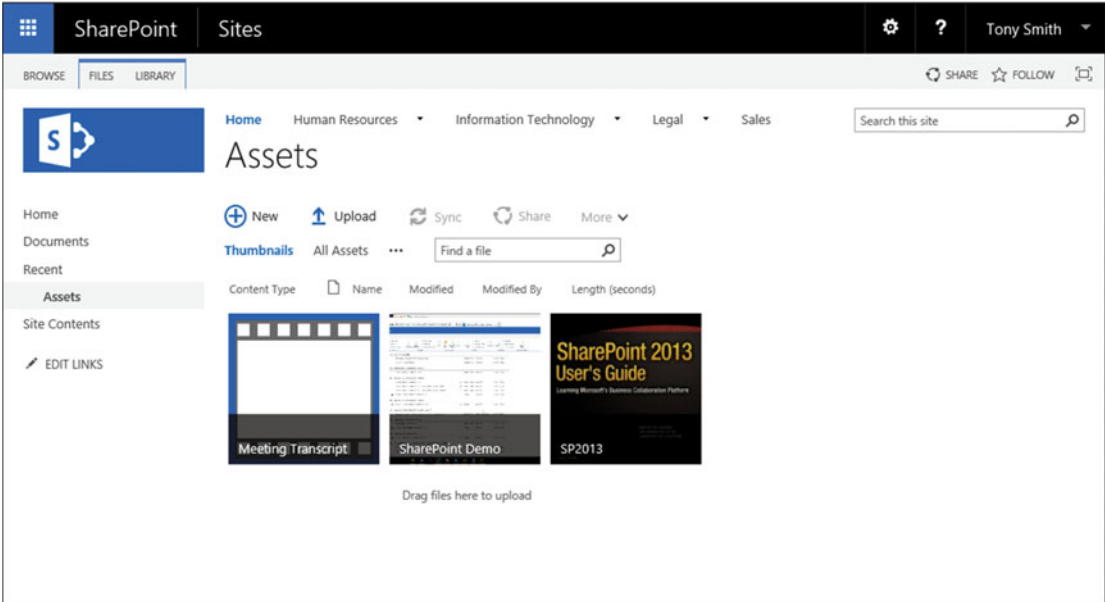 SharePoint Sites ? Tony Smith
BROWSE FILES LIBRARY SHARE FOLLOW
S
Home Human Resources Information Technology Legal Sales Search this site
Assets
Home
Documents
Recent
Assets
Site Contents
EDIT LINKS
New Upload Sync Share More
Thumbnails All Assets ... Find a file
Content Type Name Modified Modified By Length (seconds)
Meeting Transcript
SharePoint Demo
SharePoint 2013
User's Guide
Learning Microsoft's Business Collaboration Platform
SP2013
Drag files here to upload